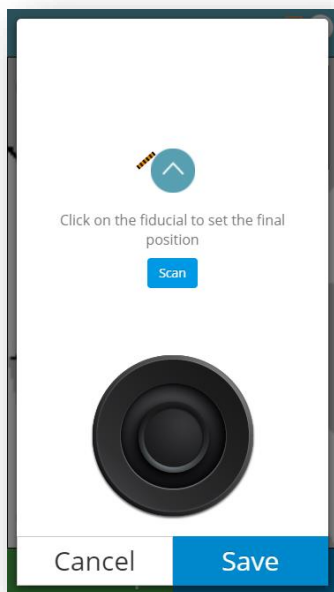 Click on the fiducial to set the final
position
Scan
Cancel
Save